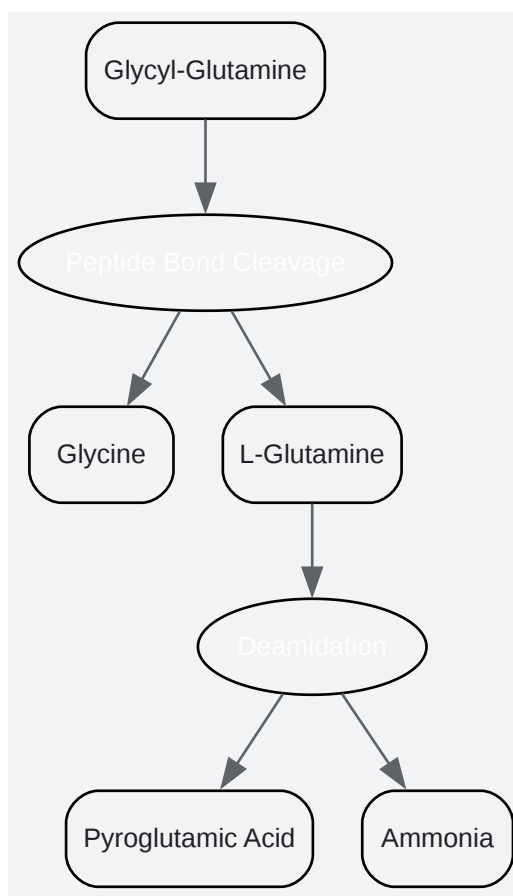 Glycyl-Glutamine
Peptide Bond Cleavage
Glycine
L-Glutamine
Deamidation
Pyroglutamic Acid
Ammonia